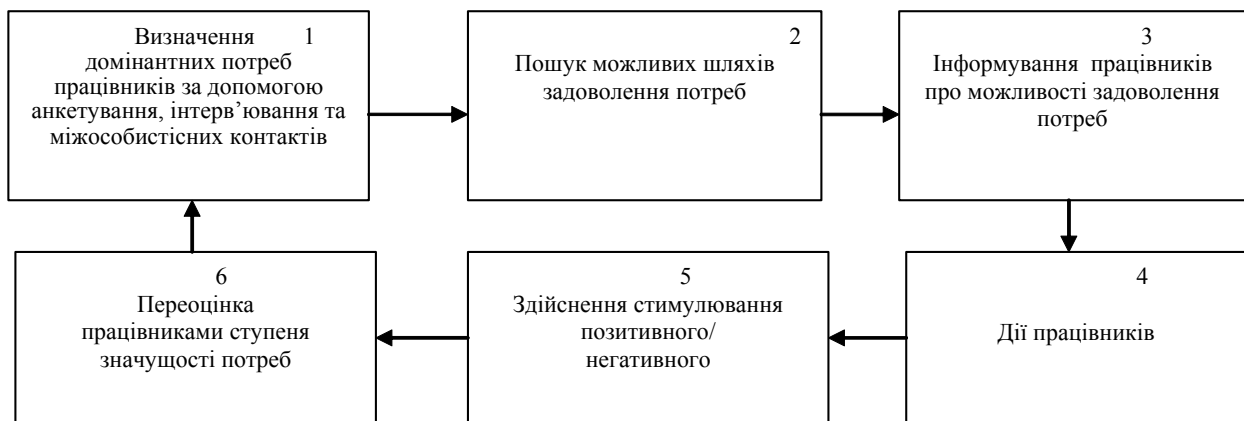 Визначення 1
домінантних потреб
працівників за допомогою
анкетування, інтерв’ювання та
міжособистісних контактів
2
Пошук можливих шляхів
задоволення потреб
3
Інформування працівників
про можливості задоволення
потреб
4
Дії працівників
5
Здійснення стимулювання
позитивного/
негативного
6
Переоцінка
працівниками ступеня
значущості потреб